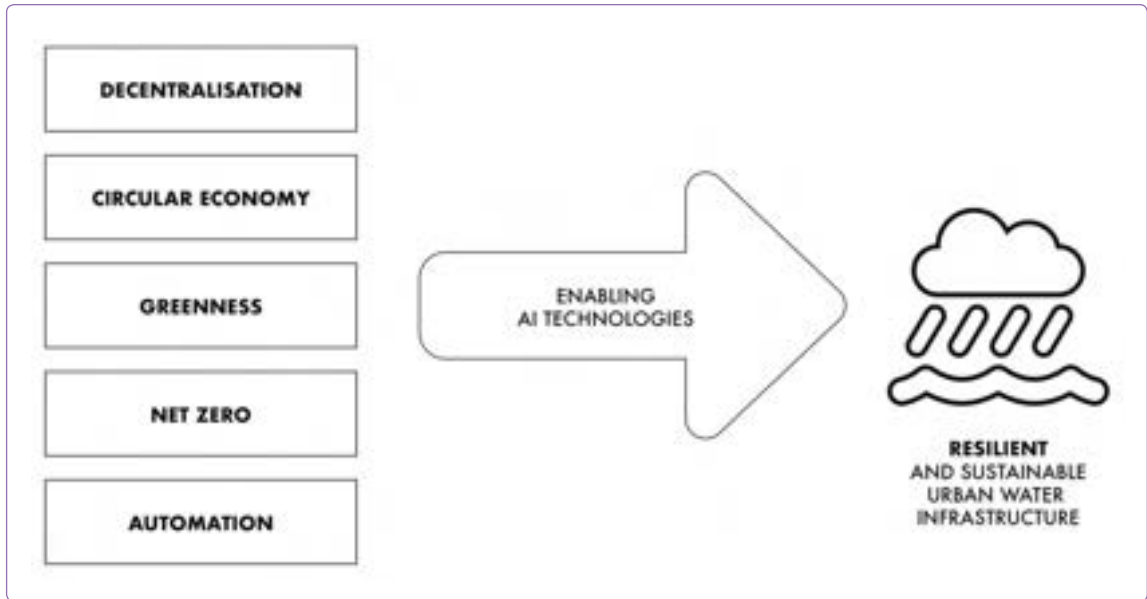 DECENTRALISATION
CIRCULAR ECONOMY
GREENNESS
NET ZERO
AUTOMATION
ENABLING
AI TECHNOLOGIES
RESILIENT
AND SUSTAINABLE
URBAN WATER
INFRASTRUCTURE